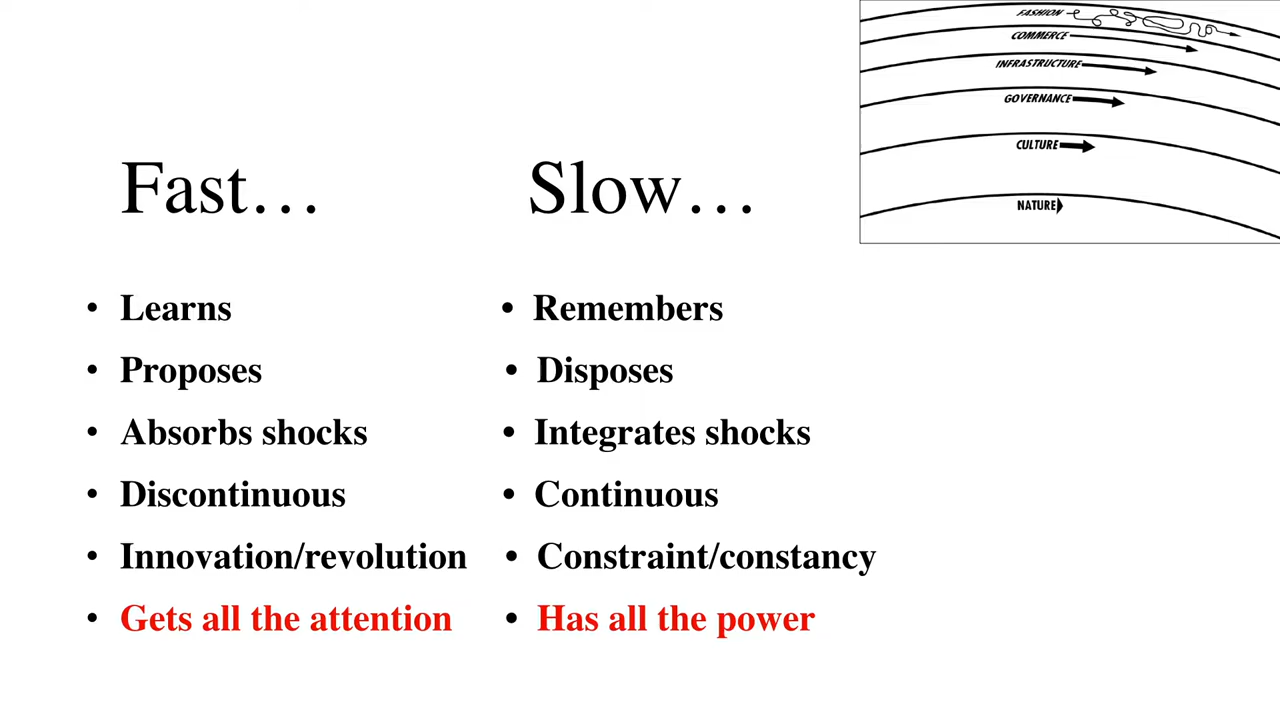 FASHION
COMMERCE
INFRASTRUCTURE
GOVERNANCE
CULTURE
NATURE
Fast… Slow…
• Learns • Remembers
• Proposes • Disposes
• Absorbs shocks • Integrates shocks
• Discontinuous • Continuous
• Innovation/revolution • Constraint/constancy
• Gets all the attention • Has all the power